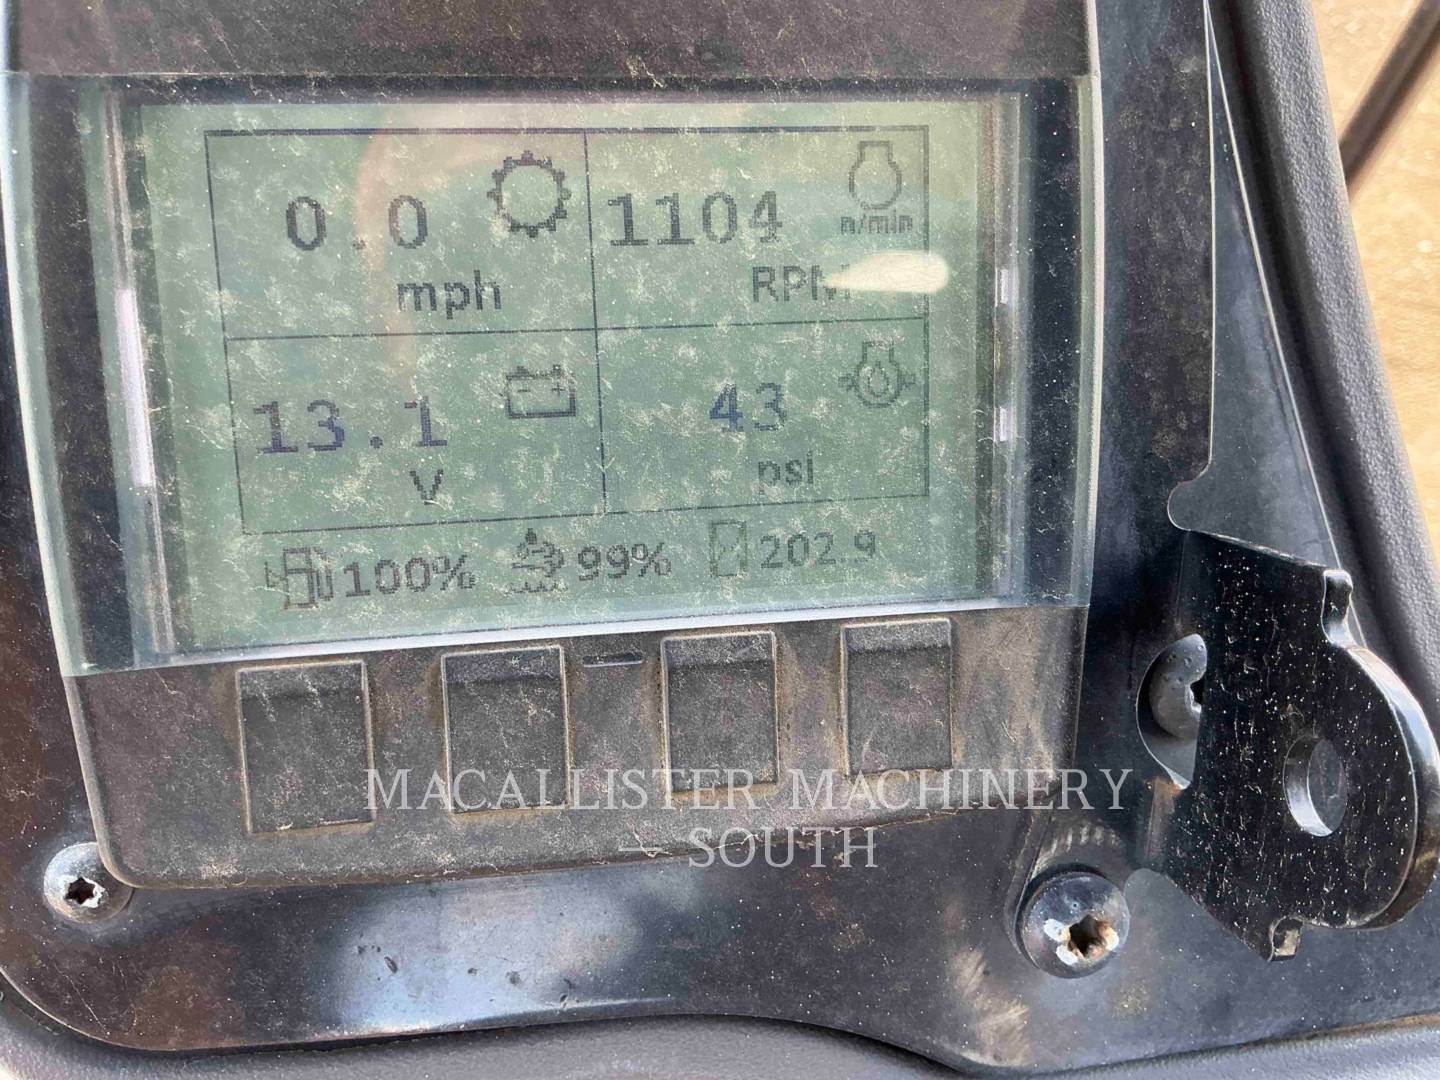 0.0
mph
1104
n/min
RPM
13.1
V
43
psi
100%
99%
202.9
MACALLISTER MACHINERY
— SOUTH